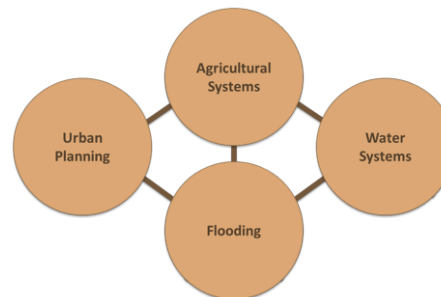 Agricultural
Systems
Urban
Planning
Water
Systems
Flooding